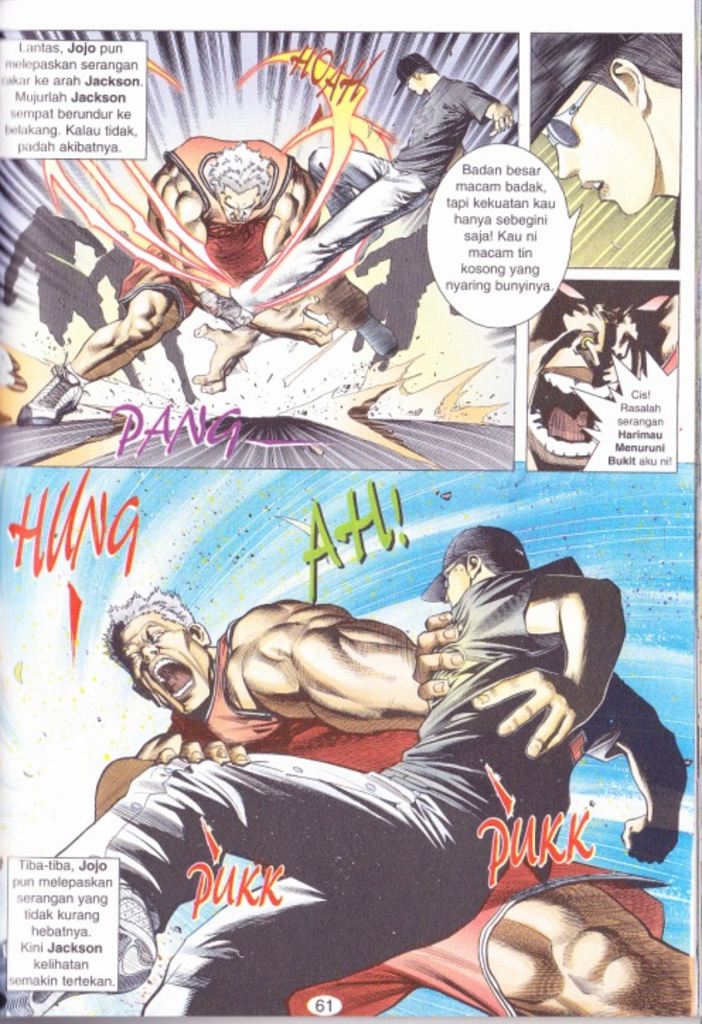 Lantas, Jojo pun
melepaskan serangan
cakar ke arah Jackson.
Mujurlah Jackson
sempat berundur ke
belakang. Kalau tidak,
padah akibatnya.
HOAH
Badan besar
macam badak,
tapi kekuatan kau
hanya sebegini
saja! Kau ni
macam tin
kosong yang
nyaring bunyinya.
Cis!
Rasalah
serangan
Harimau
Menuruni
Bukit aku ni!
PANG
HUNG
AH!
PUKK
PUKK
Tiba-tiba, Jojo
pun melepaskan
serangan yang
tidak kurang
hebatnya.
Kini Jackson
kelihatan
semakin tertekan.
61